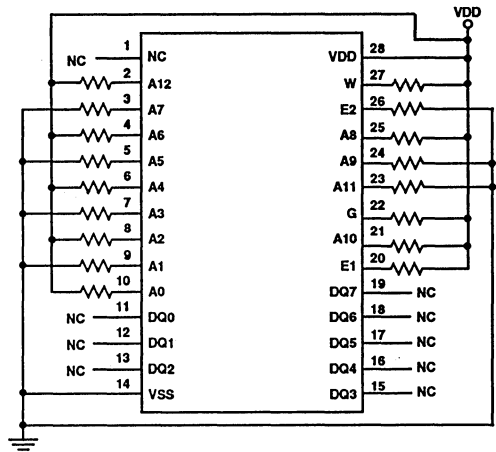 VDD
NC 1 NC VDD 28
2 A12 W 27
3 A7 E2 26
4 A6 A8 25
5 A5 A9 24
6 A4 A11 23
7 A3 G 22
8 A2 A10 21
9 A1 E1 20
10 A0 DQ7 19 NC
NC 11 DQ0 DQ6 18 NC
NC 12 DQ1 DQ5 17 NC
NC 13 DQ2 DQ4 16 NC
14 VSS DQ3 15 NC